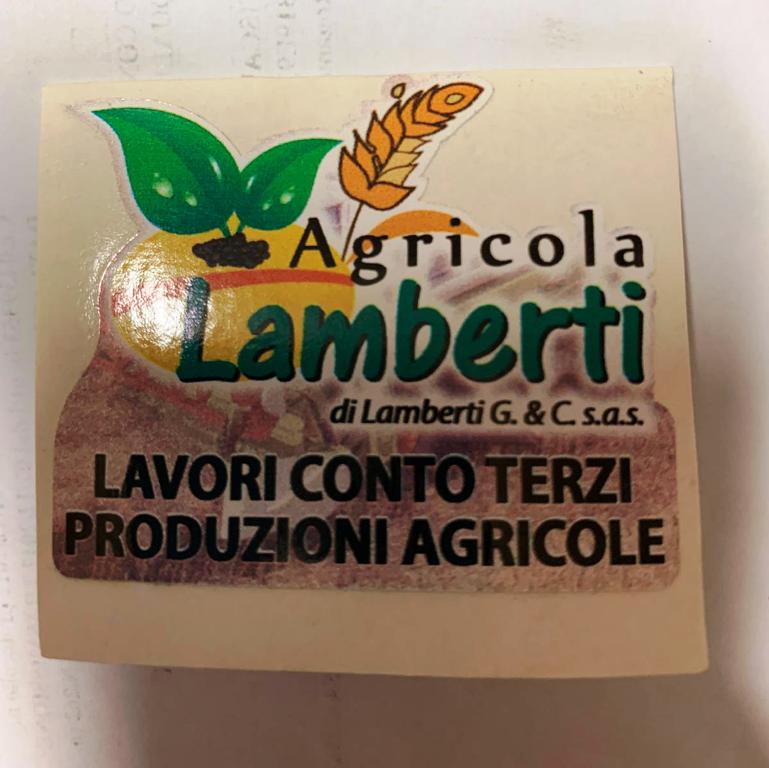 Agricola
Lamberti
di Lamberti G. & C. s.a.s.
LAVORI CONTO TERZI
PRODUZIONI AGRICOLE